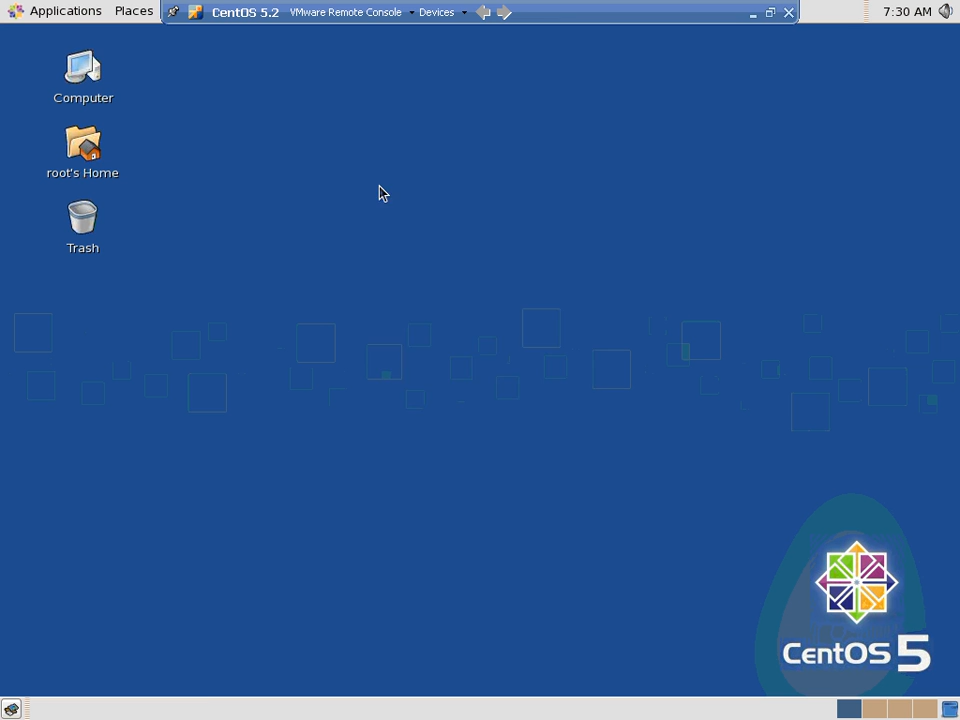 Applications Places CentOS 5.2 VMware Remote Console Devices 7:30 AM
Computer
root's Home
Trash
CentOS 5